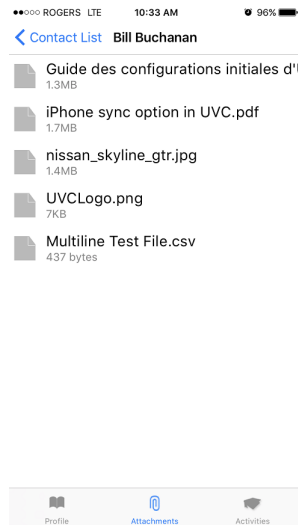 ROGERS LTE 10:33 AM 96%
Contact List Bill Buchanan
Guide des configurations initiales d'
1.3MB
iPhone sync option in UVC.pdf
1.7MB
nissan_skyline_gtr.jpg
1.4MB
UVCLogo.png
7KB
Multiline Test File.csv
437 bytes
Profile Attachments Activities